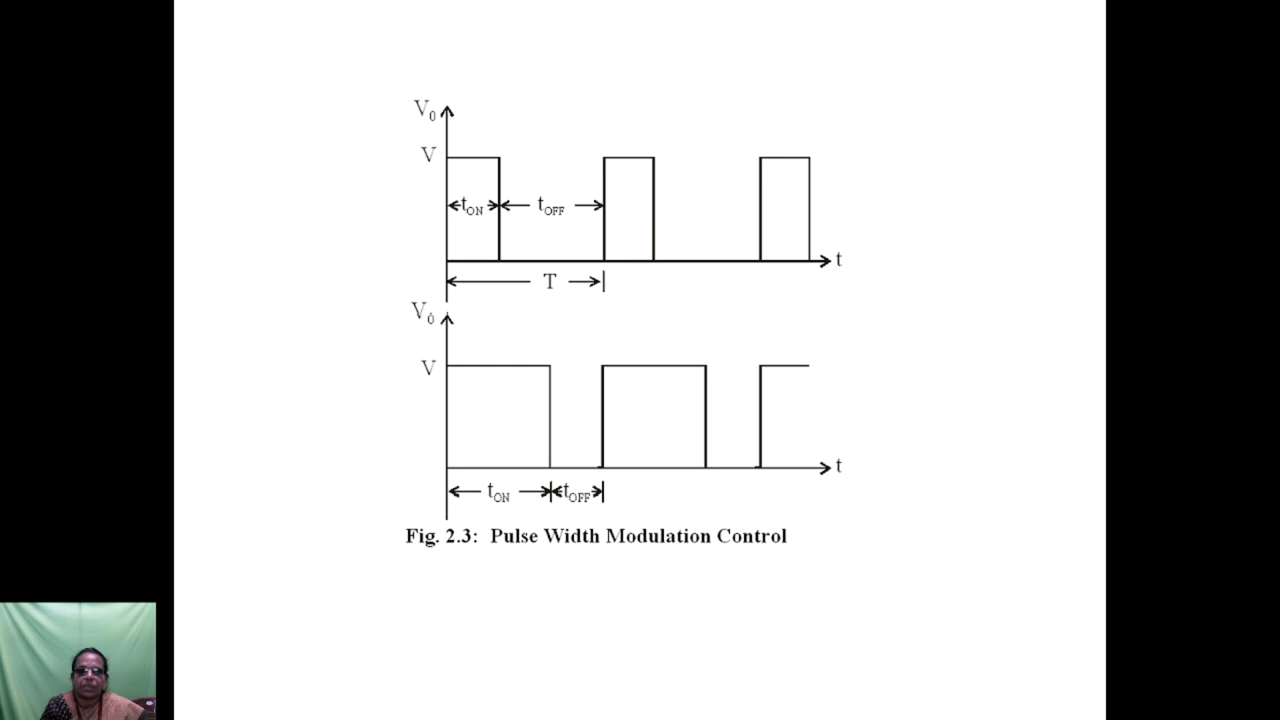 V0
V
tON tOFF
t
T
V0
V
t
tON tOFF
Fig. 2.3: Pulse Width Modulation Control